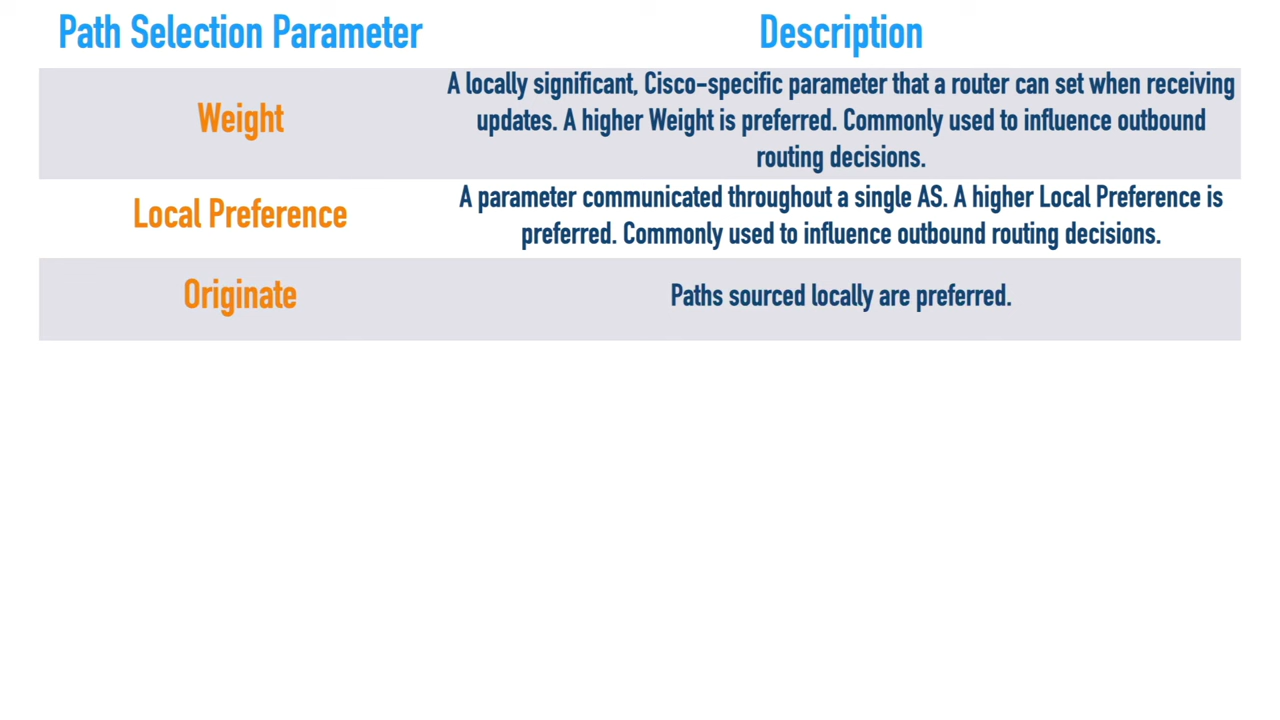 Path Selection Parameter
Description
Weight
A locally significant, Cisco-specific parameter that a router can set when receiving
updates. A higher Weight is preferred. Commonly used to influence outbound
routing decisions.
Local Preference
A parameter communicated throughout a single AS. A higher Local Preference is
preferred. Commonly used to influence outbound routing decisions.
Originate
Paths sourced locally are preferred.